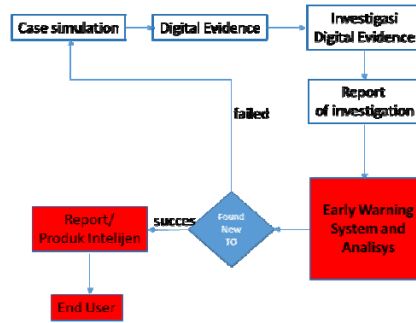 Case simulation
Digital Evidence
Investigasi
Digital Evidence
Report
of investigation
failed
Early Warning
System and
Analisys
Found
New
TO
succes
Report/
Produk Intelijen
End User